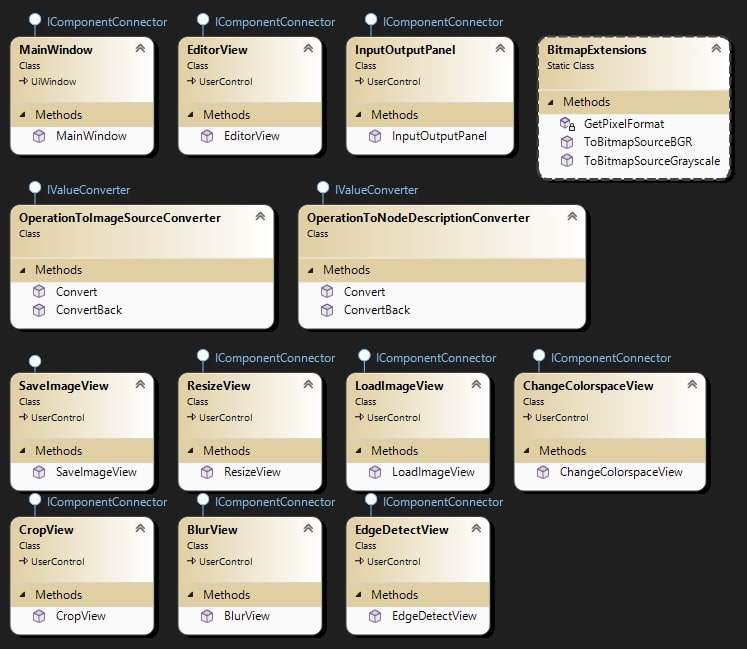 IComponentConnector
IComponentConnector
IComponentConnector
MainWindow
Class
UiWindow
Methods
MainWindow
EditorView
Class
UserControl
Methods
EditorView
InputOutputPanel
Class
UserControl
Methods
InputOutputPanel
BitmapExtensions
Static Class
Methods
GetPixelFormat
ToBitmapSourceBGR
ToBitmapSourceGrayscale
IValueConverter
IValueConverter
OperationToImageSourceConverter
Class
Methods
Convert
ConvertBack
OperationToNodeDescriptionConverter
Class
Methods
Convert
ConvertBack
IComponentConnector
IComponentConnector
IComponentConnector
SaveImageView
Class
UserControl
Methods
SaveImageView
ResizeView
Class
UserControl
Methods
ResizeView
LoadImageView
Class
UserControl
Methods
LoadImageView
ChangeColorspaceView
Class
UserControl
Methods
ChangeColorspaceView
IComponentConnector
IComponentConnector
IComponentConnector
CropView
Class
UserControl
Methods
CropView
BlurView
Class
UserControl
Methods
BlurView
EdgeDetectView
Class
UserControl
Methods
EdgeDetectView